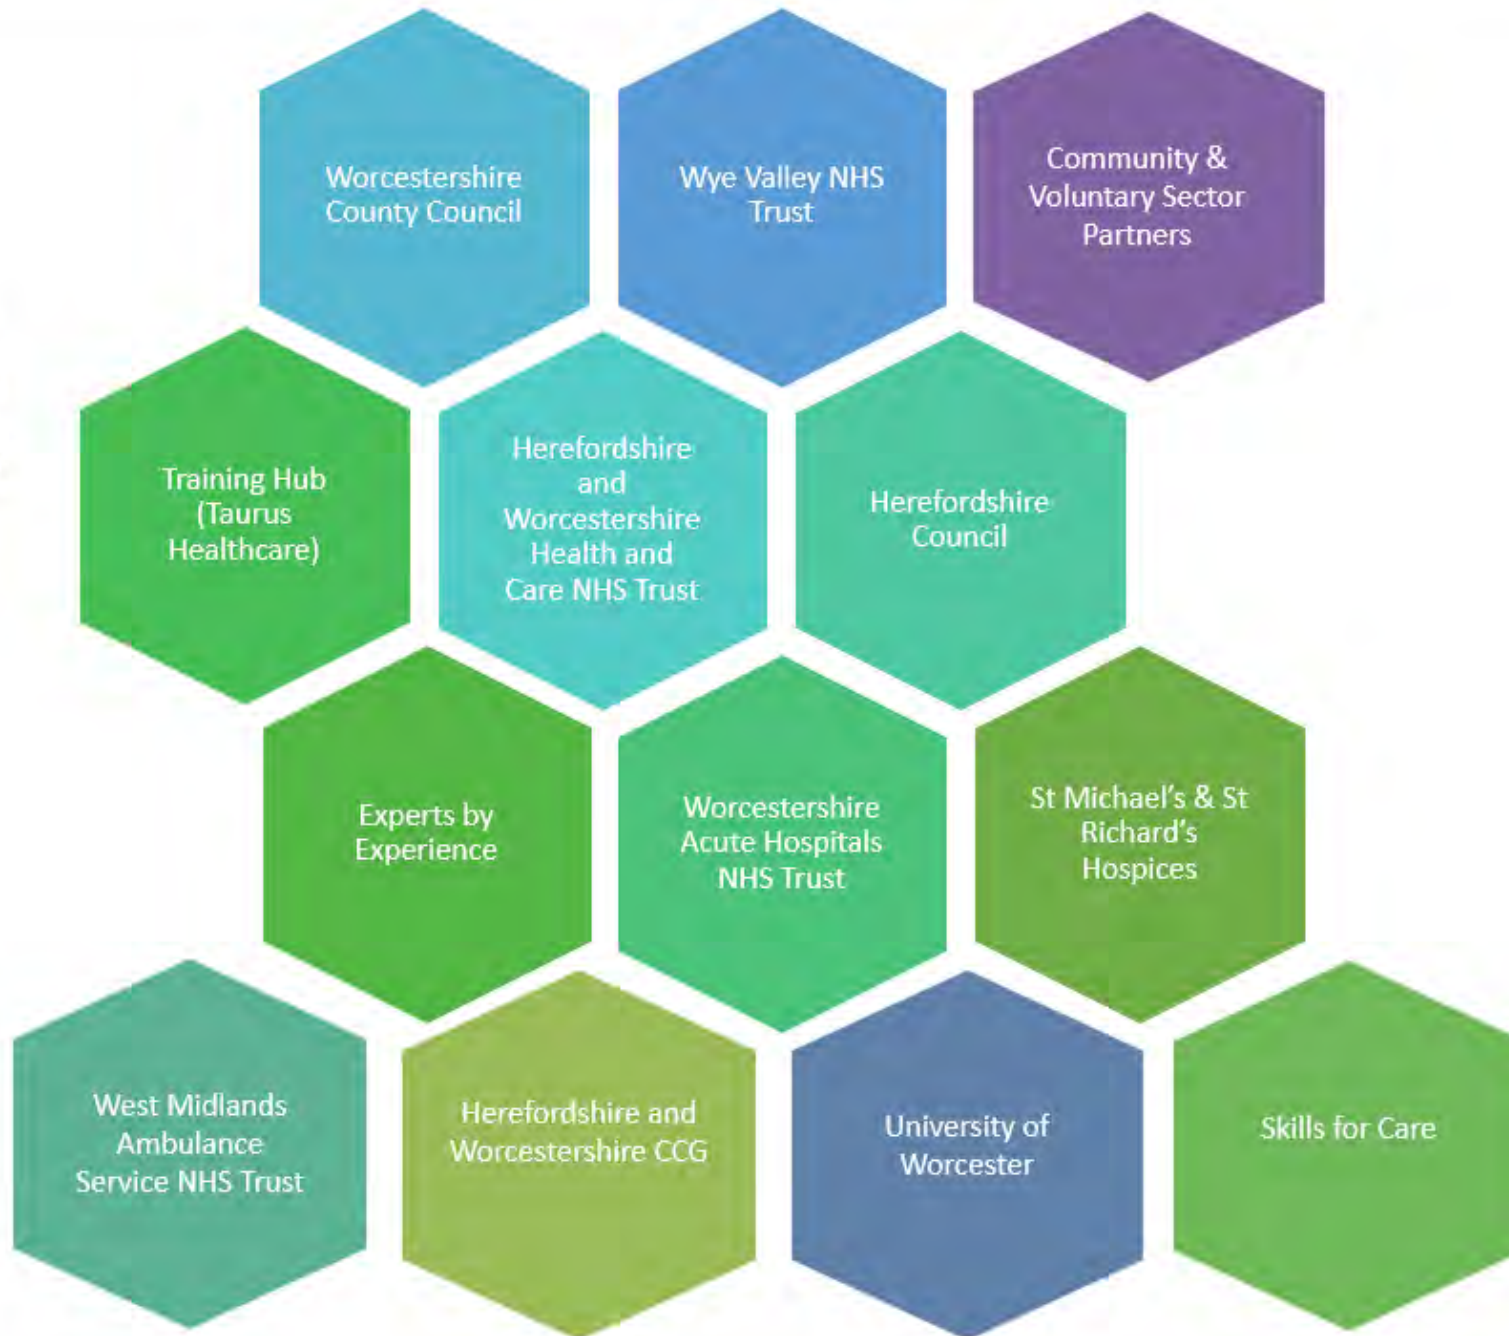 Worcestershire
County Council
Wye Valley NHS
Trust
Community &
Voluntary Sector
Partners
Training Hub
(Taurus
Healthcare)
Herefordshire
and
Worcestershire
Health and
Care NHS Trust
Herefordshire
Council
Experts by
Experience
Worcestershire
Acute Hospitals
NHS Trust
St Michael’s & St
Richard’s
Hospices
West Midlands
Ambulance
Service NHS Trust
Herefordshire and
Worcestershire CCG
University of
Worcester
Skills for Care